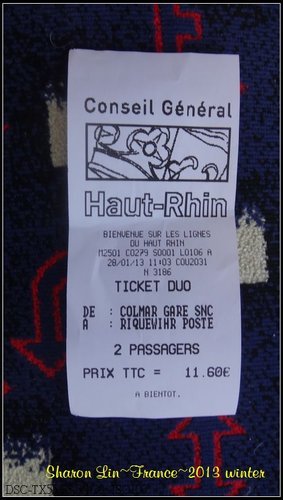 Conseil Général
Haut-Rhin
BIENVENUE SUR LES LIGNES
DU HAUT RHIN
M2501 C0279 S0001 L0106 A
28/01/13 11:03 COU2031
N 3186
TICKET DUO
DE : COLMAR GARE SNC
A : RIQUEWIHR POSTE
2 PASSAGERS
PRIX TTC = 11.60€
A BIENTOT.
Sharon Lin~France~2013 winter